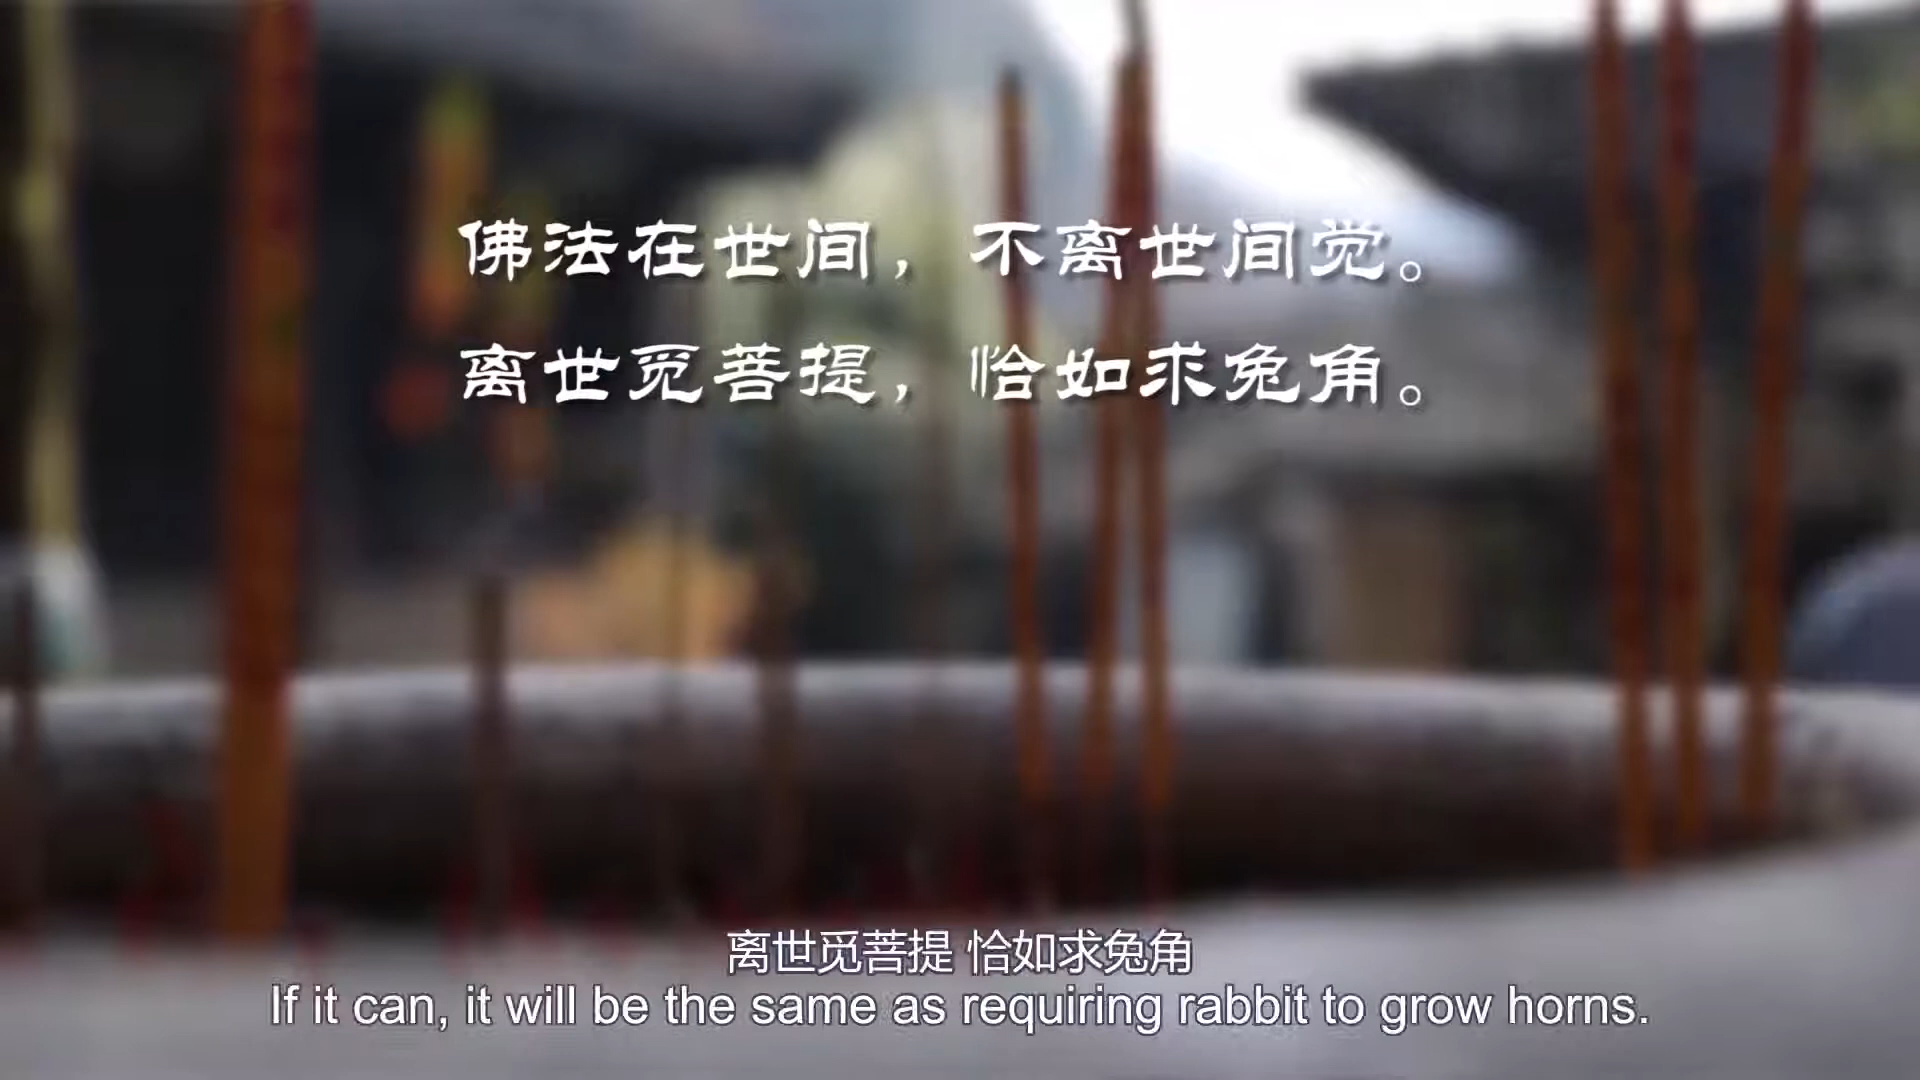 佛法在世间，不离世间觉。
离世觅菩提，恰如求兔角。
离世觅菩提 恰如求兔角
If it can, it will be the same as requiring rabbit to grow horns.